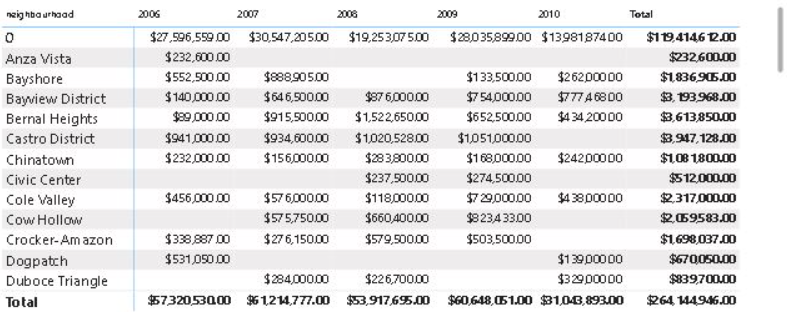 neighbourhood 2006 2007 2008 2009 2010 Total
0 $27,596,559.00 $30,547,205.00 $19,253,075.00 $28,035,899.00 $13,981,874.00 $119,414,612.00
Anza Vista $232,600.00 $232,600.00
Bayshore $552,500.00 $888,905.00 $133,500.00 $262,000.00 $1,836,905.00
Bayview District $140,000.00 $646,500.00 $876,000.00 $754,000.00 $777,468.00 $3,193,968.00
Bernal Heights $89,000.00 $915,500.00 $1,522,650.00 $652,500.00 $434,200.00 $3,613,850.00
Castro District $941,000.00 $934,600.00 $1,020,528.00 $1,051,000.00 $3,947,128.00
Chinatown $232,000.00 $156,000.00 $283,800.00 $168,000.00 $242,000.00 $1,081,800.00
Civic Center $237,500.00 $274,500.00 $512,000.00
Cole Valley $456,000.00 $576,000.00 $118,000.00 $729,000.00 $438,000.00 $2,317,000.00
Cow Hollow $575,750.00 $660,400.00 $823,433.00 $2,059,583.00
Crocker-Amazon $338,887.00 $276,150.00 $579,500.00 $503,500.00 $1,698,037.00
Dogpatch $531,050.00 $139,000.00 $670,050.00
Duboce Triangle $284,000.00 $226,700.00 $329,000.00 $839,700.00
Total $57,320,530.00 $61,214,777.00 $53,917,695.00 $60,648,051.00 $31,043,893.00 $264,144,946.00